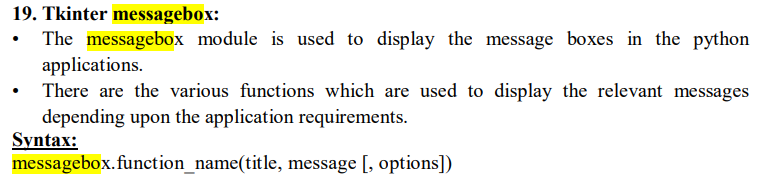 19. Tkinter messagebox:
• The messagebox module is used to display the message boxes in the python
applications.
• There are the various functions which are used to display the relevant messages
depending upon the application requirements.
Syntax:
messagebox.function_name(title, message [, options])